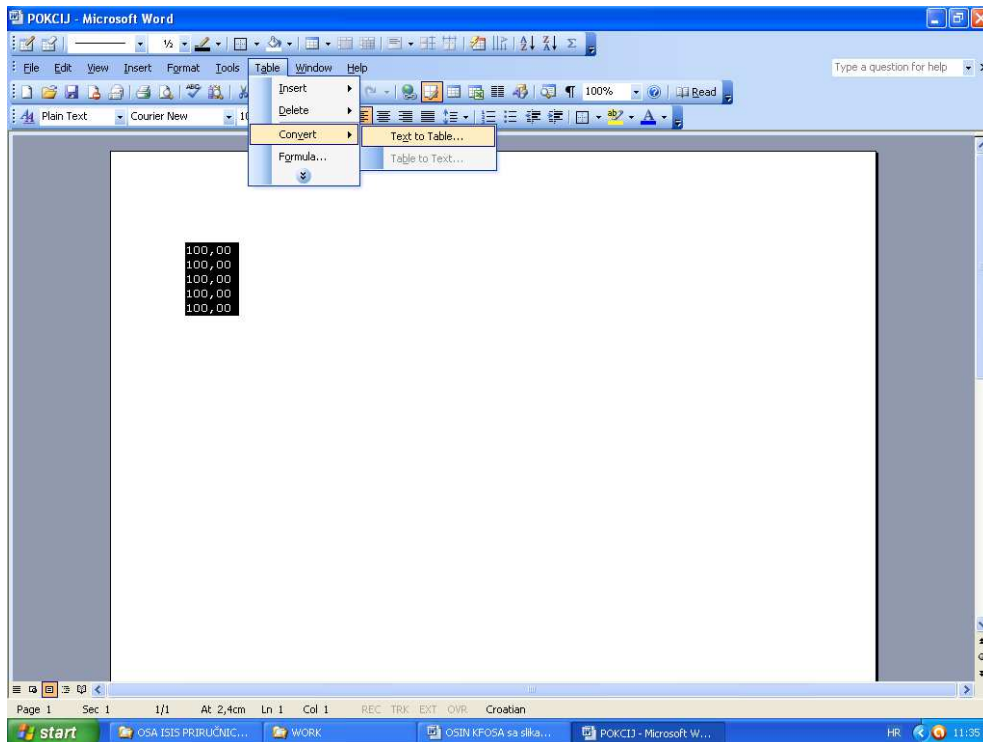 POKCIJ - Microsoft Word
½
File Edit View Insert Format Tools Table Window Help Type a question for help
100% Read
Plain Text Courier New 10
Insert
Delete
Convert
Formula...
Text to Table...
Table to Text...
100,00
100,00
100,00
100,00
100,00
Page 1 Sec 1 1/1 At 2,4cm Ln 1 Col 1 REC TRK EXT OVR Croatian
start OSA ISIS PRIRUČNIC... WORK OSIN KFOSA sa slika... POKCIJ - Microsoft W... HR 11:35